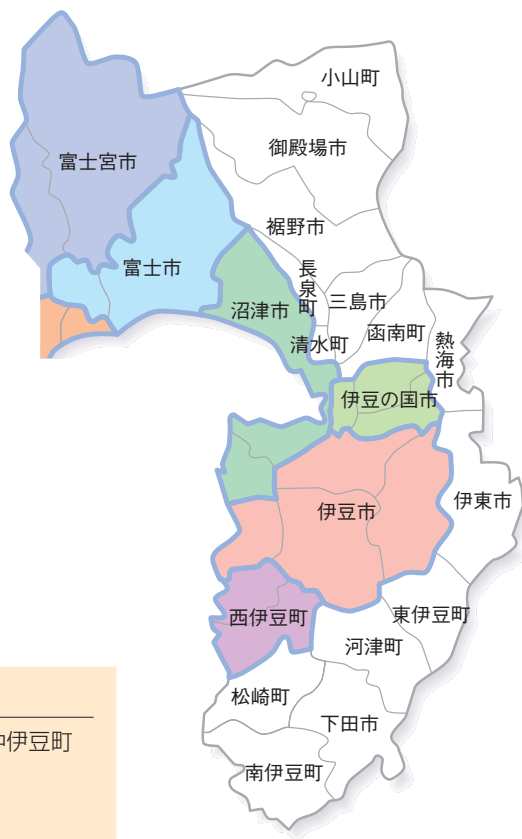 小山町
御殿場市
富士宮市
裾野市
富士市
長泉町
三島市
沼津市
函南町
清水町
熱海市
伊豆の国市
伊東市
伊豆市
西伊豆町
東伊豆町
河津町
松崎町
下田市
伊豆町
南伊豆町